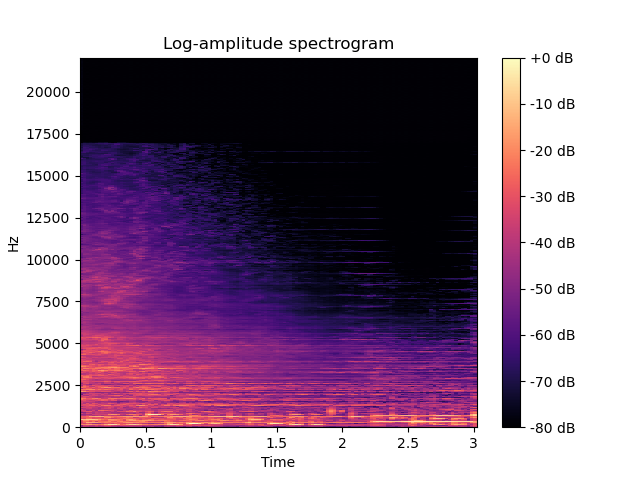 Log-amplitude spectrogram
Hz
20000
17500
15000
12500
10000
7500
5000
2500
0
0 0.5 1 1.5 2 2.5 3
Time
+0 dB
-10 dB
-20 dB
-30 dB
-40 dB
-50 dB
-60 dB
-70 dB
-80 dB